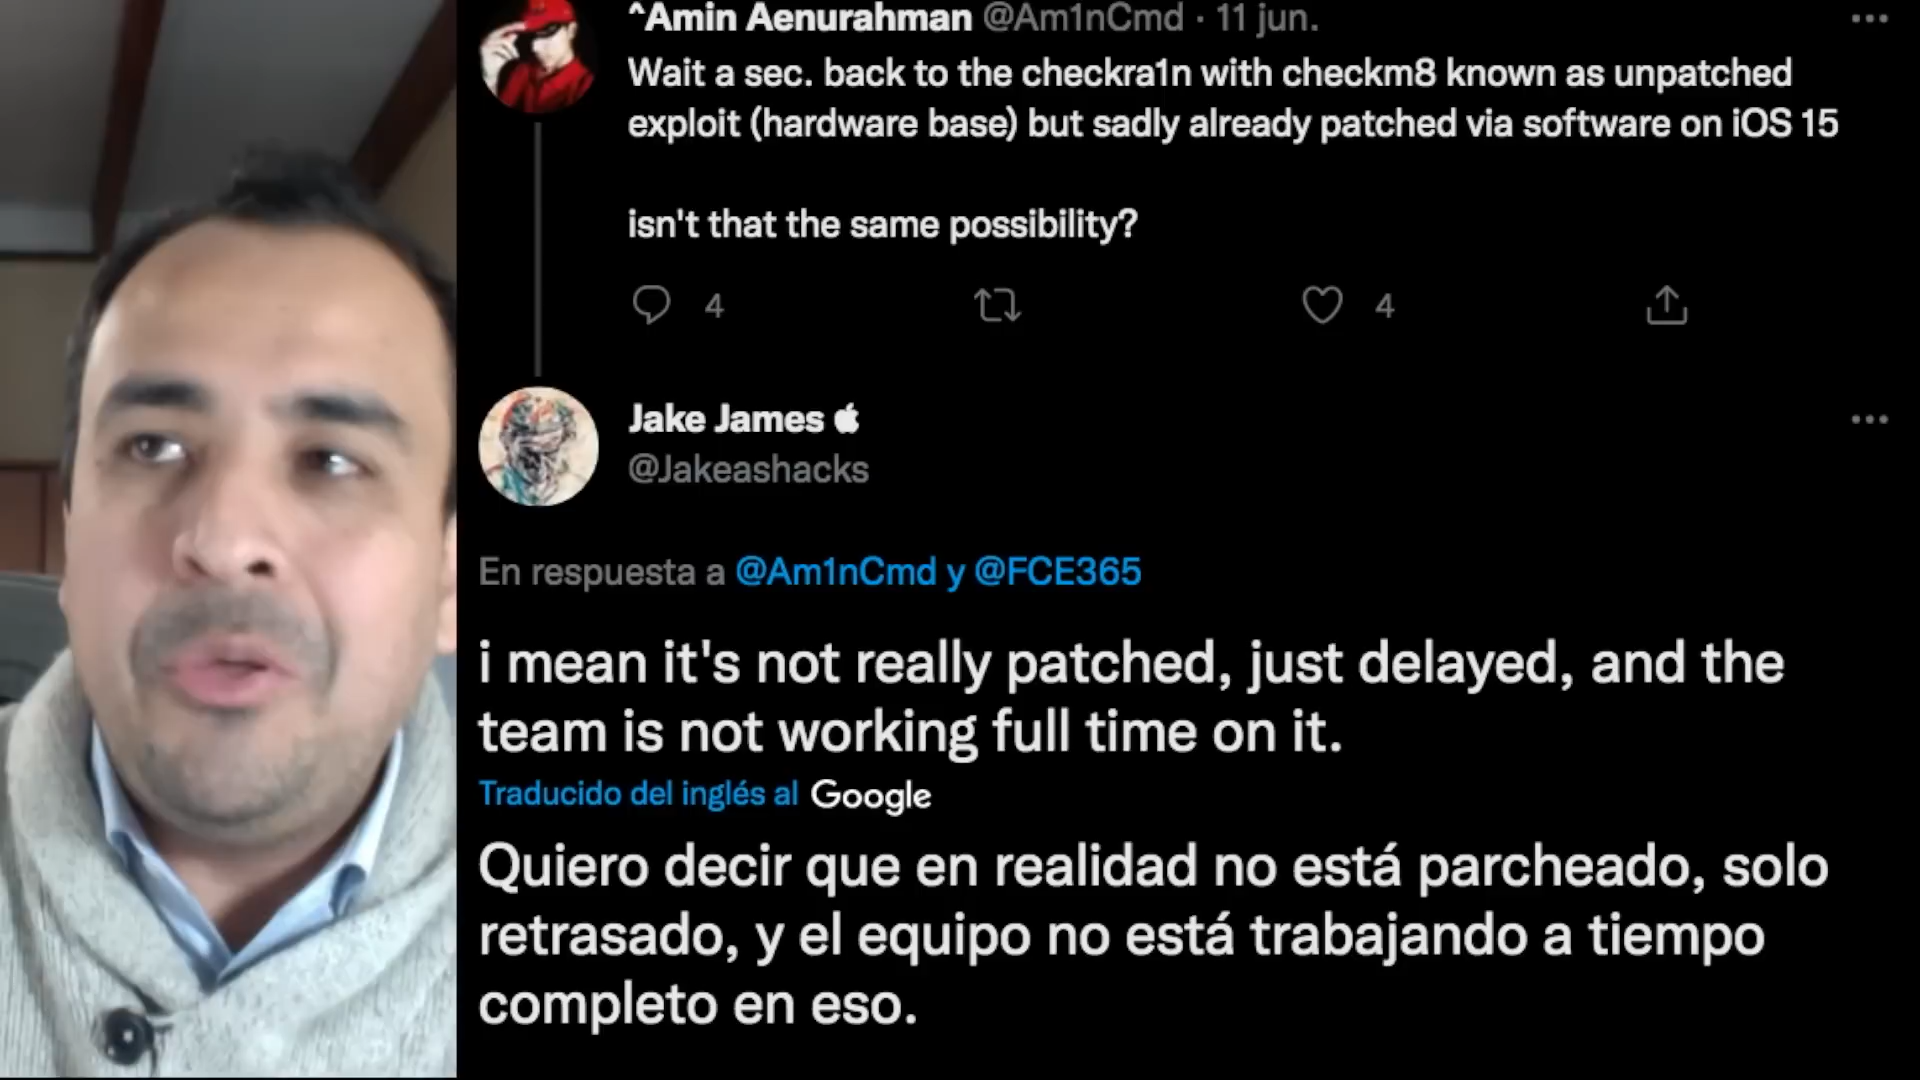 ^Amin Aenurahman @Am1nCmd · 11 jun.
Wait a sec. back to the checkra1n with checkm8 known as unpatched
exploit (hardware base) but sadly already patched via software on iOS 15
isn't that the same possibility?
4
4
Jake James
@Jakeashacks
En respuesta a @Am1nCmd y @FCE365
i mean it's not really patched, just delayed, and the
team is not working full time on it.
Traducido del inglés al Google
Quiero decir que en realidad no está parcheado, solo
retrasado, y el equipo no está trabajando a tiempo
completo en eso.